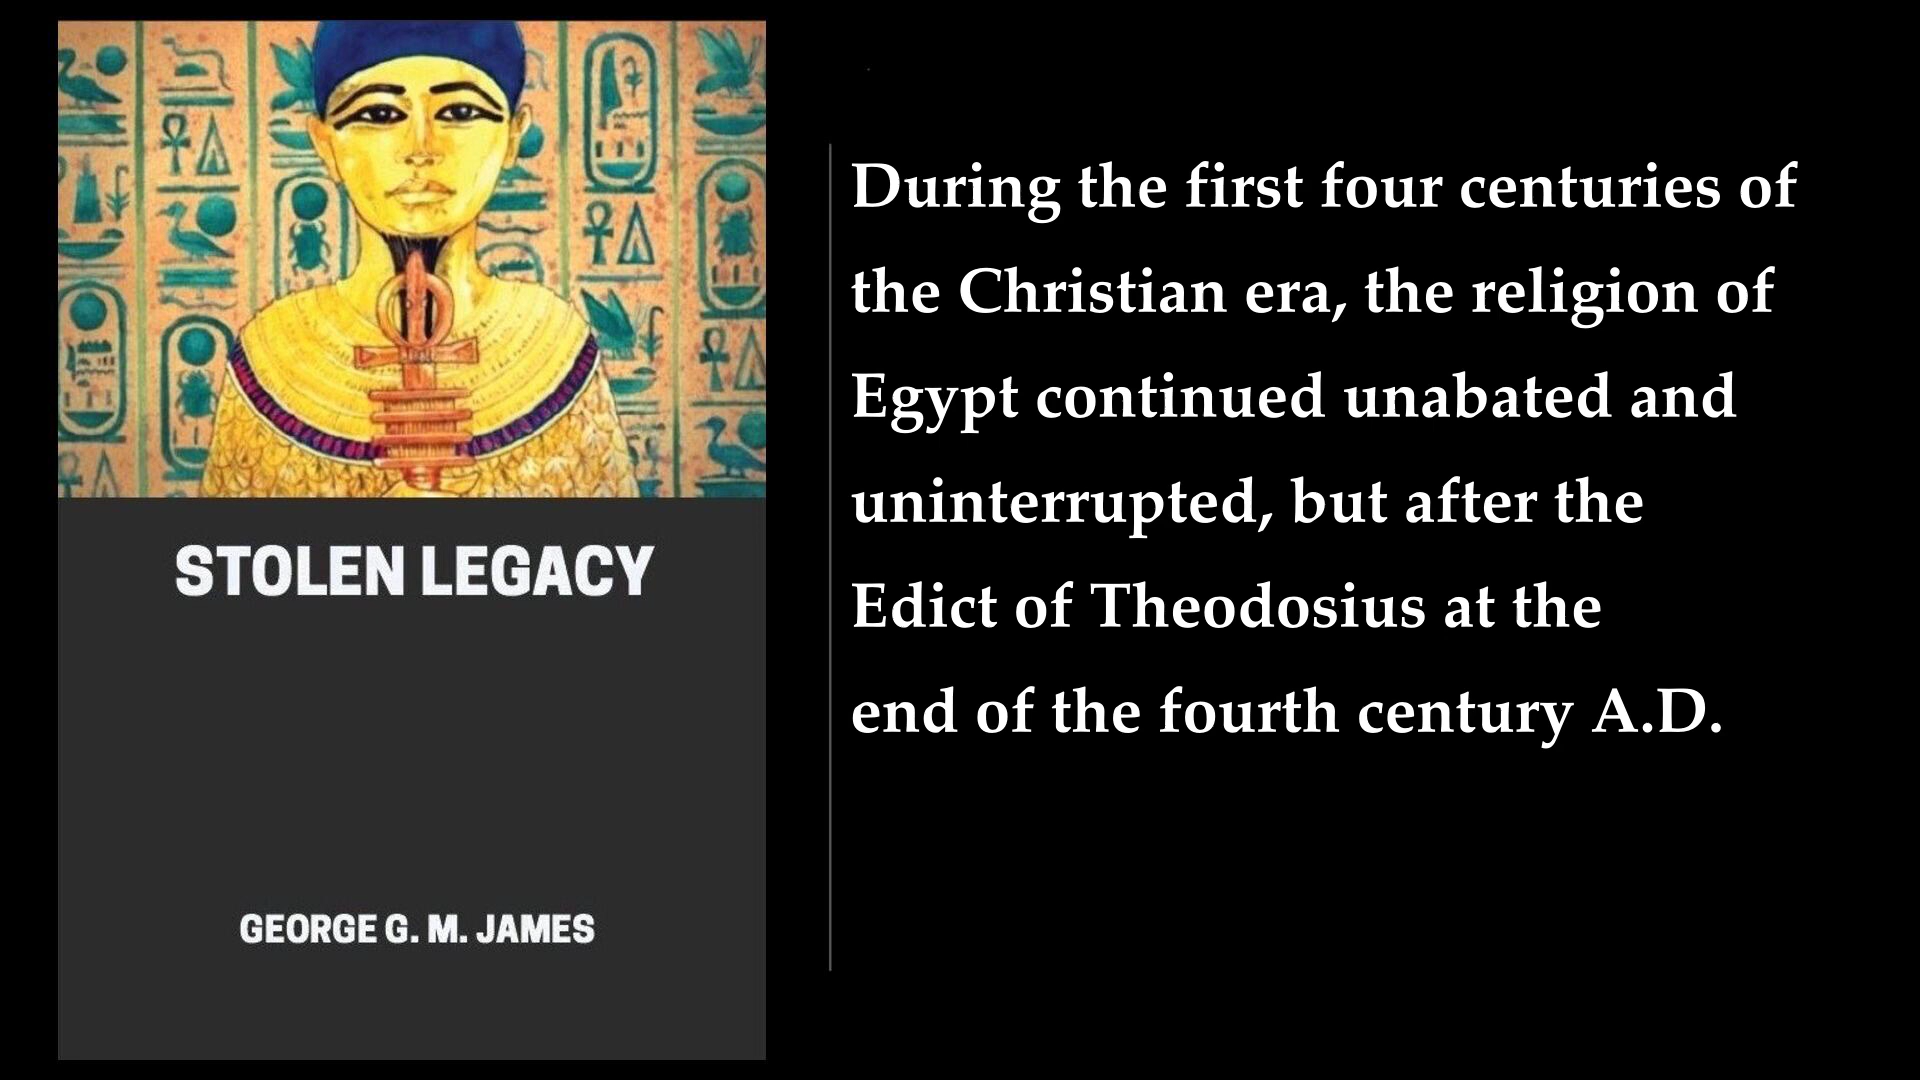 STOLEN LEGACY
GEORGE G. M. JAMES
During the first four centuries of
the Christian era, the religion of
Egypt continued unabated and
uninterrupted, but after the
Edict of Theodosius at the
end of the fourth century A.D.